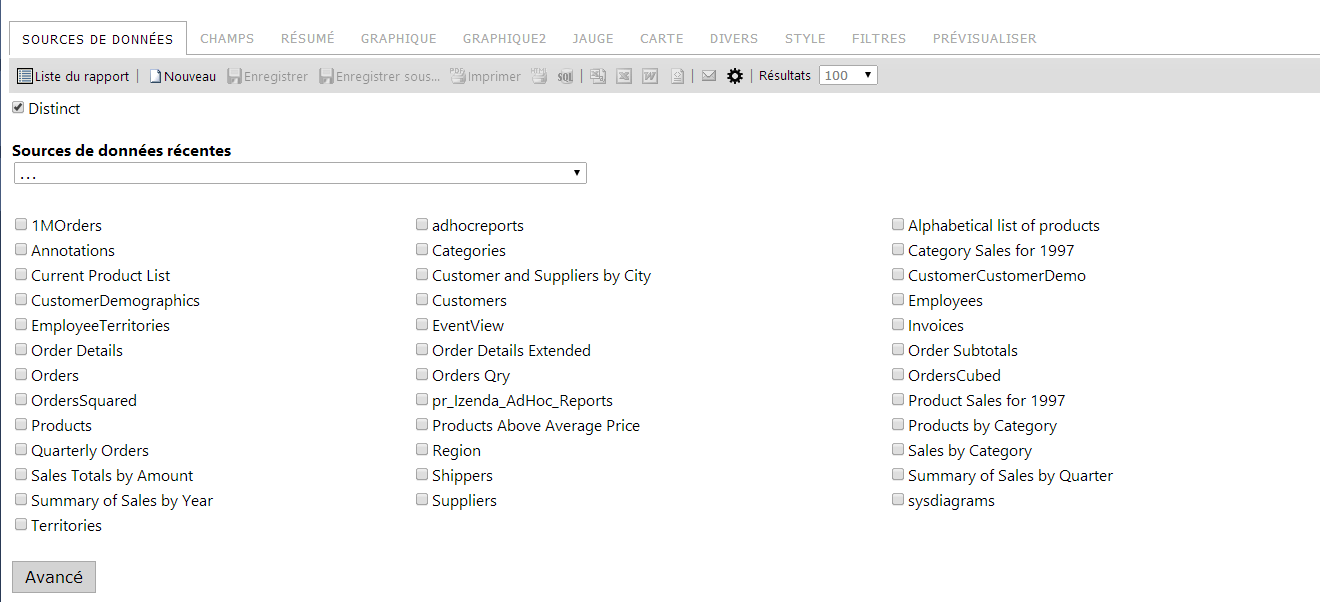 SOURCES DE DONNÉES CHAMPS RÉSUMÉ GRAPHIQUE GRAPHIQUE2 JAUGE CARTE DIVERS STYLE FILTRES PRÉVISUALISER
Liste du rapport Nouveau Enregistrer Enregistrer sous... PDF Imprimer HTML SQL Résultats 100
Distinct
Sources de données récentes
...
1MOrders adhocreports Alphabetical list of products
Annotations Categories Category Sales for 1997
Current Product List Customer and Suppliers by City CustomerCustomerDemo
CustomerDemographics Customers Employees
EmployeeTerritories EventView Invoices
Order Details Order Details Extended Order Subtotals
Orders Orders Qry OrdersCubed
OrdersSquared pr_Izenda_AdHoc_Reports Product Sales for 1997
Products Products Above Average Price Products by Category
Quarterly Orders Region Sales by Category
Sales Totals by Amount Shippers Summary of Sales by Quarter
Summary of Sales by Year Suppliers sysdiagrams
Territories
Avancé